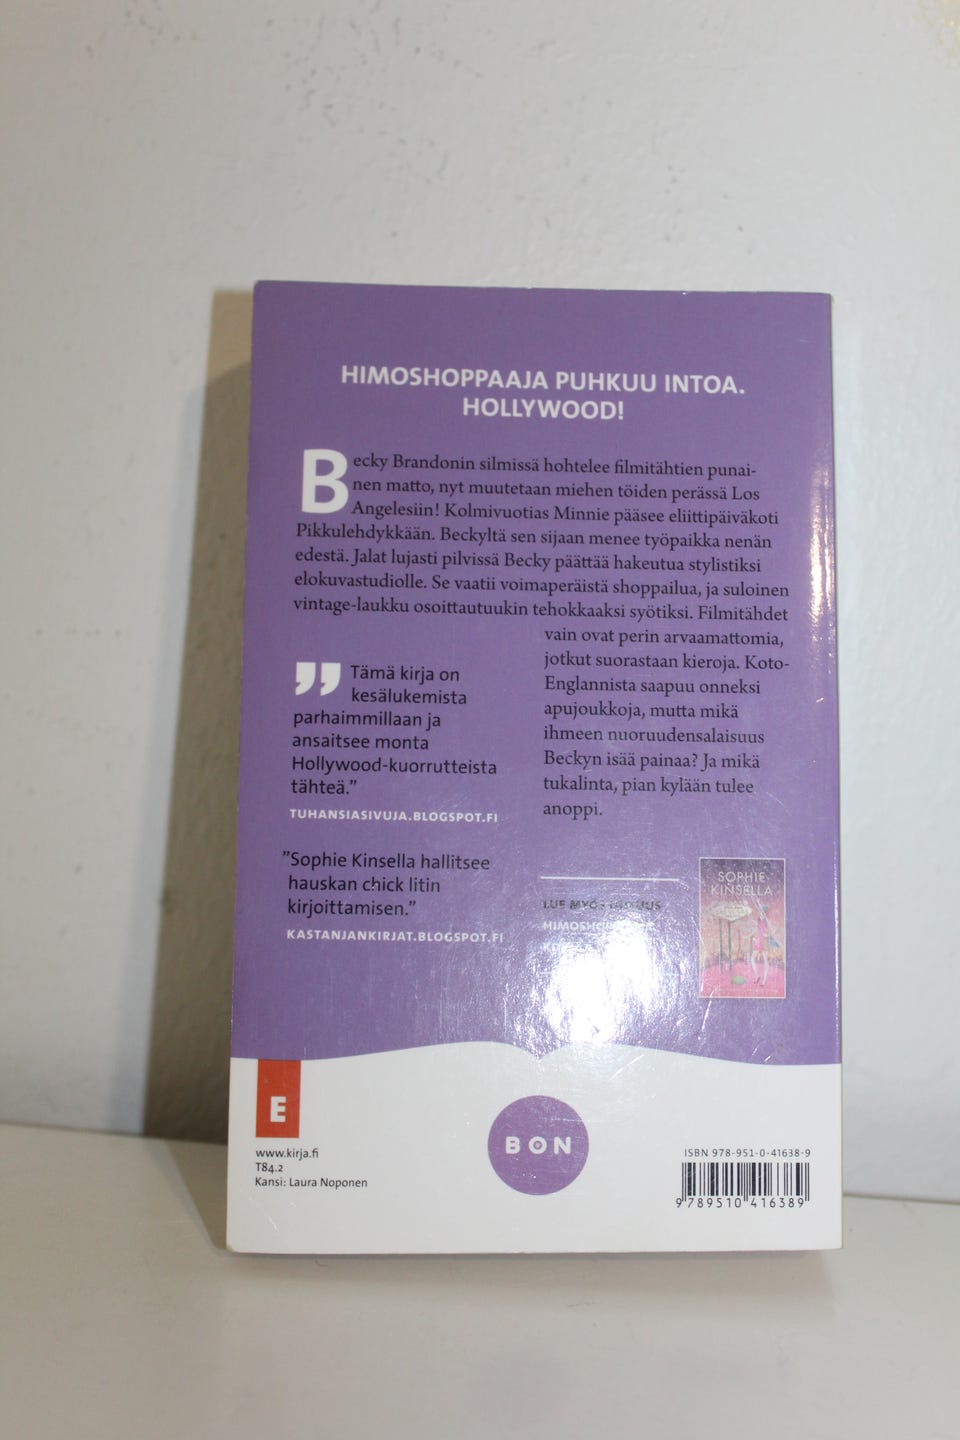 HIMOSHOPPAAJA PUHKUU INTOA.
HOLLYWOOD!
Becky Brandonin silmissä hohtelee filmitähtien punai-
nen matto, nyt muutetaan miehen töiden perässä Los
Angelesiin! Kolmivuotias Minnie pääsee eliittipäiväkoti
Pikkulehdykkään. Beckyltä sen sijaan menee työpaikka nenän
edestä. Jalat lujasti pilvissä Becky päättää hakeutua stylistiksi
elokuvastudiolle. Se vaatii voimaperäistä shoppailua, ja suloinen
vintage-laukku osoittautuukin tehokkaaksi syötiksi. Filmitähdet
vain ovat perin arvaamattomia,
jotkut suorastaan kieroja. Koto-
Englannista saapuu onneksi
apujoukkoja, mutta mikä
ihmeen nuoruudensalaisuus
Beckyn isää painaa? Ja mikä
tukalinta, pian kylään tulee
anoppi.
” Tämä kirja on
kesälukemista
parhaimmillaan ja
ansaitsee monta
Hollywood-kuorrutteista
tähteä.”
TUHANSIASIVUJA.BLOGSPOT.FI
”Sophie Kinsella hallitsee
hauskan chick litin
kirjoittamisen.”
KASTANJANKIRJAT.BLOGSPOT.FI
LUE MYÖS
SOPHIE
KINSELLA
E
www.kirja.fi
T84.2
Kansi: Laura Noponen
BON
ISBN 978-951-0-41638-9
9 789510 416389